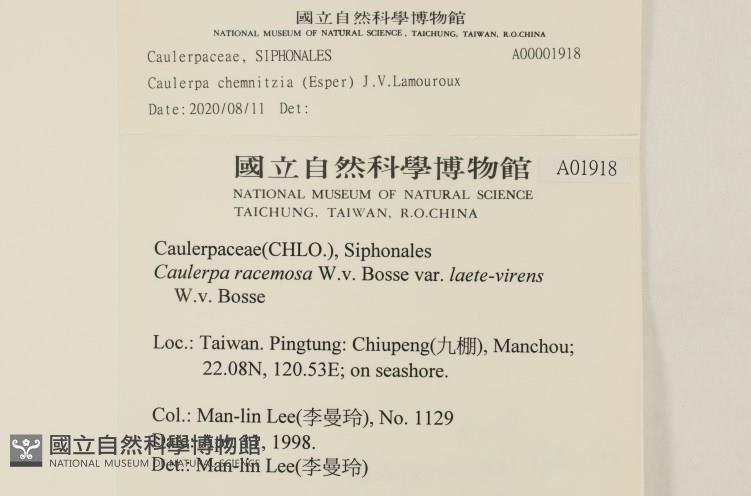 國立自然科學博物館
NATIONAL MUSEUM OF NATURAL SCIENCE, TAICHUNG, TAIWAN, R.O.CHINA
Caulerpaceae, SIPHONALES A00001918
Caulerpa chemnitzia (Esper) J.V.Lamouroux
Date: 2020/08/11 Det:
國立自然科學博物館 A01918
NATIONAL MUSEUM OF NATURAL SCIENCE
TAICHUNG, TAIWAN, R.O.CHINA
Caulerpaceae(CHLO.), Siphonales
Caulerpa racemosa W.v. Bosse var. laete-virens
W.v. Bosse
Loc.: Taiwan. Pingtung: Chiupeng(九棚), Manchou;
22.08N, 120.53E; on seashore.
Col.: Man-lin Lee(李曼玲), No. 1129
1998.
Det.: Man-lin Lee(李曼玲)
國立自然科學博物館
NATIONAL MUSEUM OF NATURAL SCIENCE